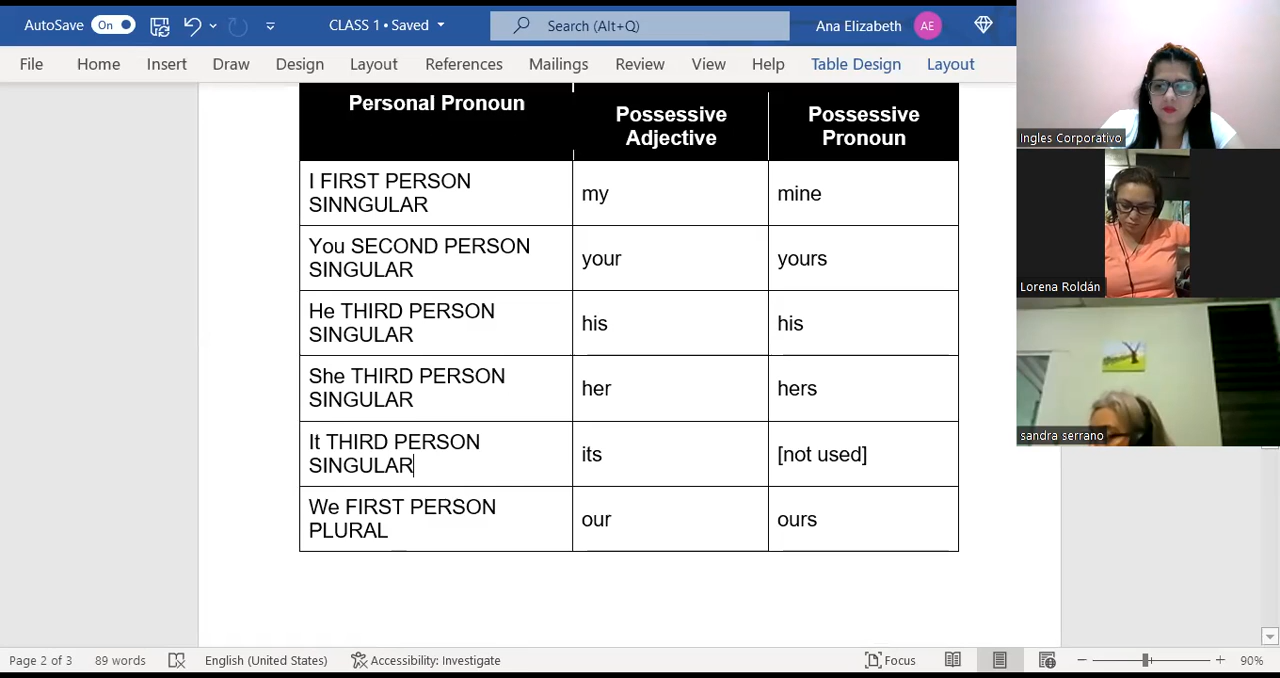 AutoSave On CLASS 1 • Saved Search (Alt+Q) Ana Elizabeth AE
File Home Insert Draw Design Layout References Mailings Review View Help Table Design Layout
Personal Pronoun Possessive Adjective Possessive Pronoun
I FIRST PERSON
SINNGULAR my mine
You SECOND PERSON
SINGULAR your yours
He THIRD PERSON
SINGULAR his his
She THIRD PERSON
SINGULAR her hers
It THIRD PERSON
SINGULAR its [not used]
We FIRST PERSON
PLURAL our ours
Ingles Corporativo
Lorena Roldán
sandra serrano
Page 2 of 3 89 words English (United States) Accessibility: Investigate Focus 90%